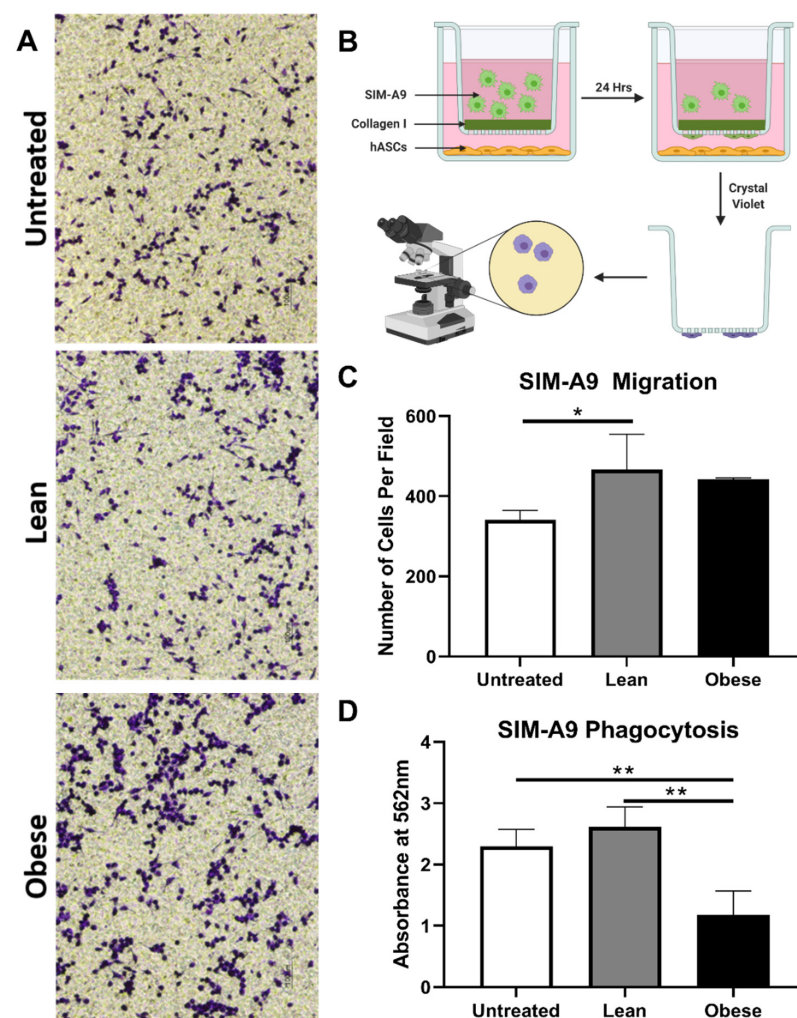 A
Untreated
Lean
Obese
B
SIM-A9
Collagen I
hASCs
24 Hrs
Crystal
Violet
C
SIM-A9 Migration
Number of Cells Per Field
600
400
200
0
*
Untreated
Lean
Obese
D
SIM-A9 Phagocytosis
Absorbance at 562nm
4
3
2
1
0
**
**
Untreated
Lean
Obese